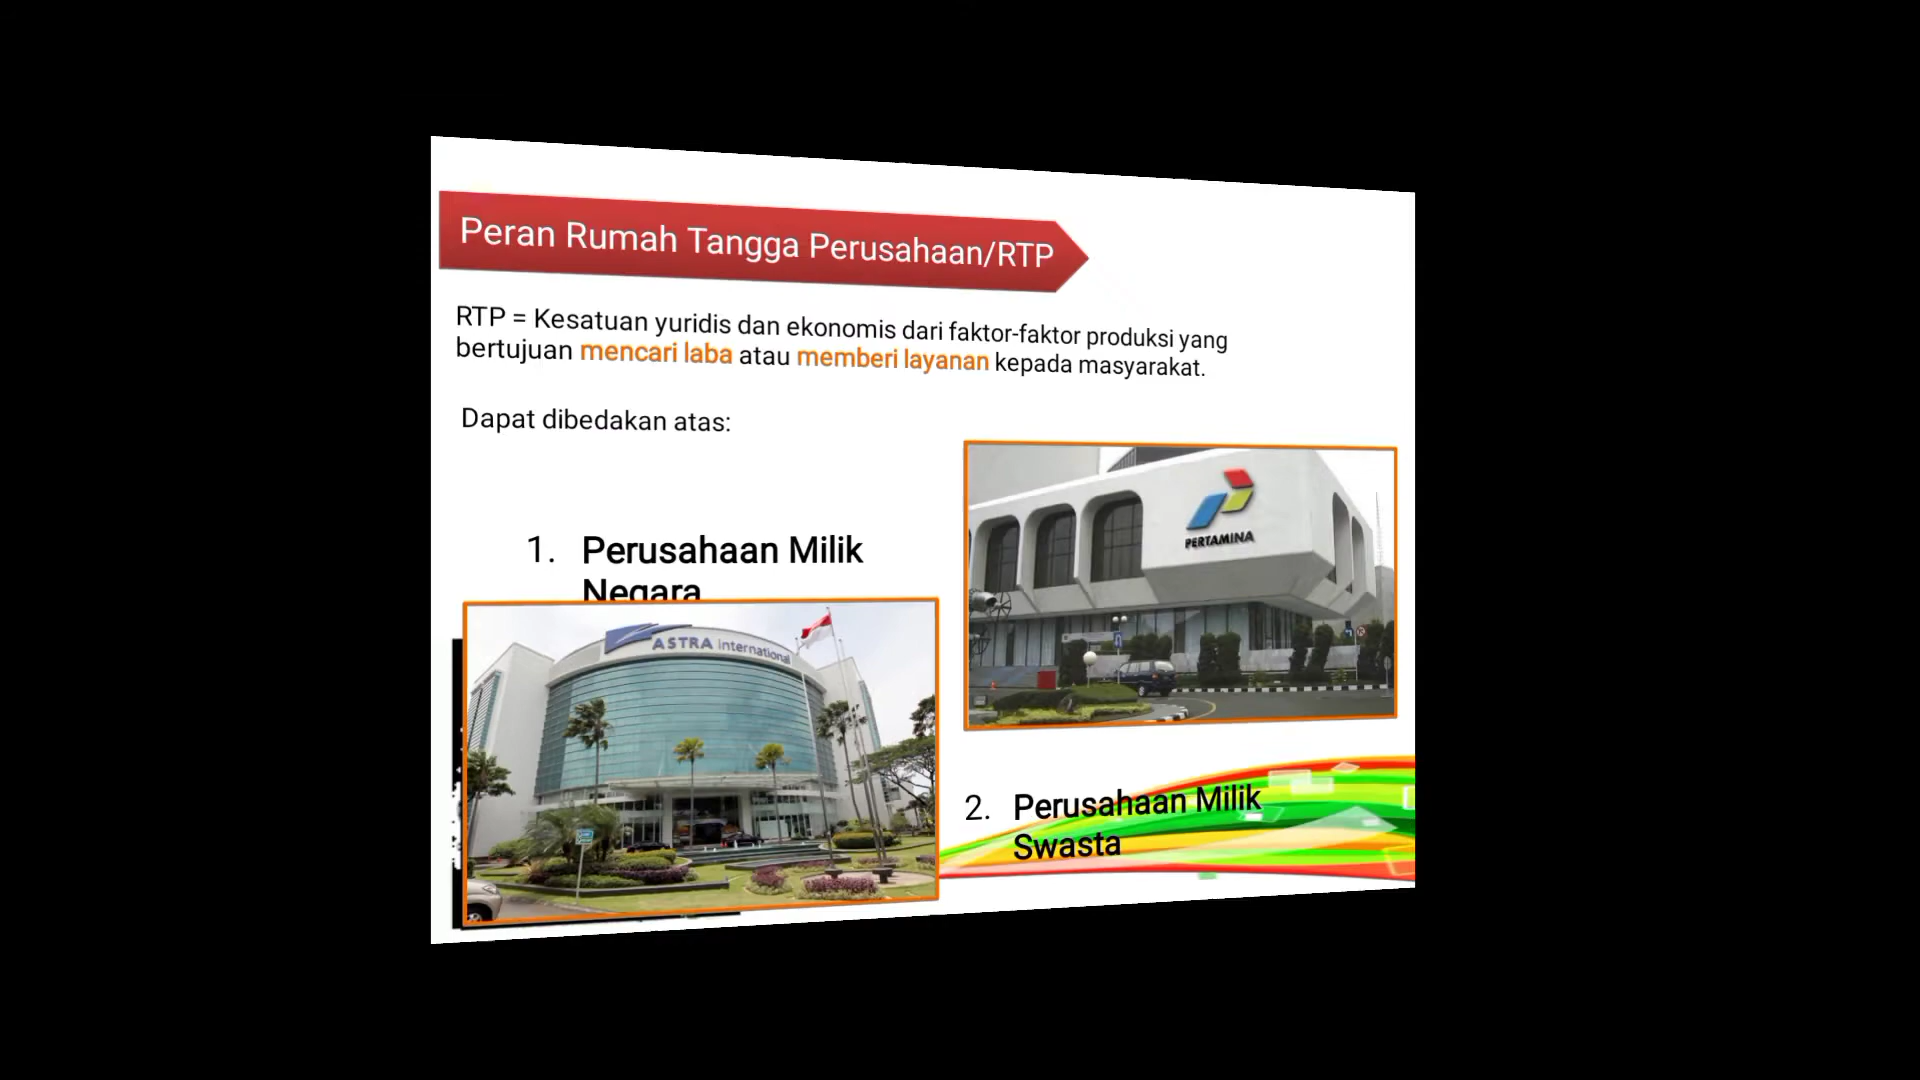 Peran Rumah Tangga Perusahaan/RTP
RTP = Kesatuan yuridis dan ekonomis dari faktor-faktor produksi yang
bertujuan mencari laba atau memberi layanan kepada masyarakat.
Dapat dibedakan atas:
1. Perusahaan Milik
Negara
PERTAMINA
ASTRA international
2. Perusahaan Milik
Swasta